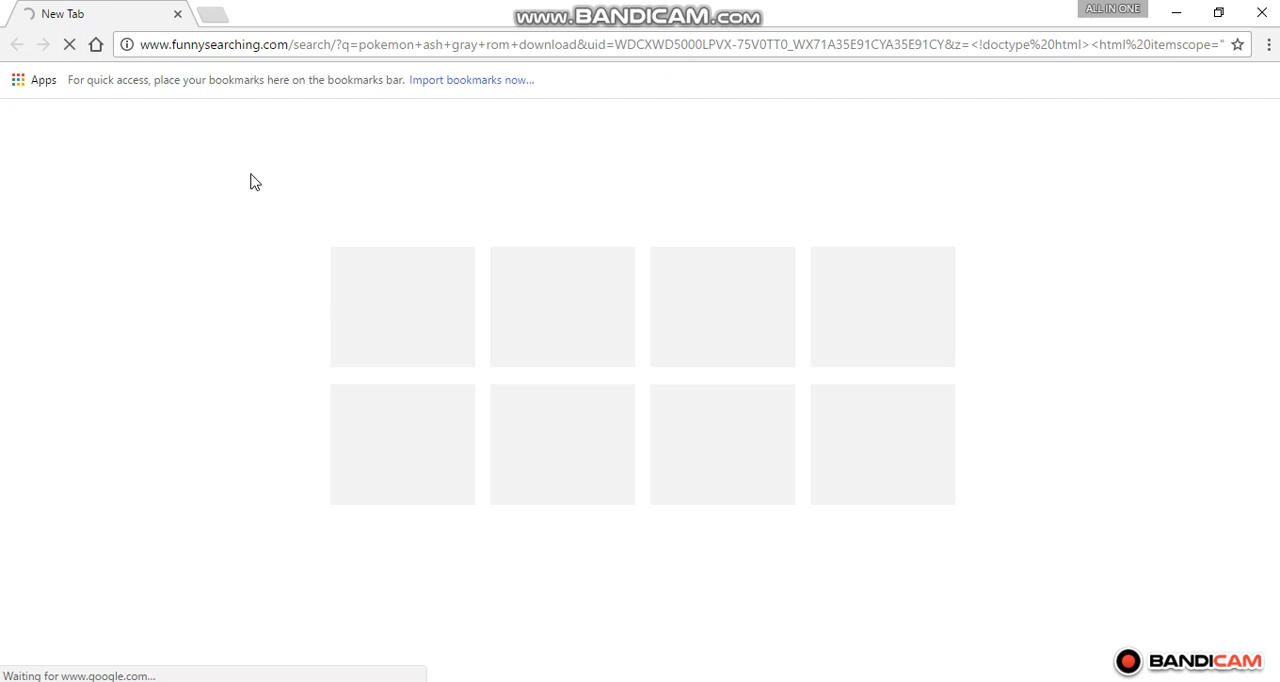 New Tab
www.BANDICAM.com
ALL IN ONE
www.funnysearching.com/search/?q=pokemon+ash+gray+rom+download&uid=WDCXWD5000LPVX-75V0TT0_WX71A35E91CYA35E91CY&z=<!doctype%20html><html%20itemscope="
Apps
For quick access, place your bookmarks here on the bookmarks bar. Import bookmarks now...
Waiting for www.google.com...
BANDICAM